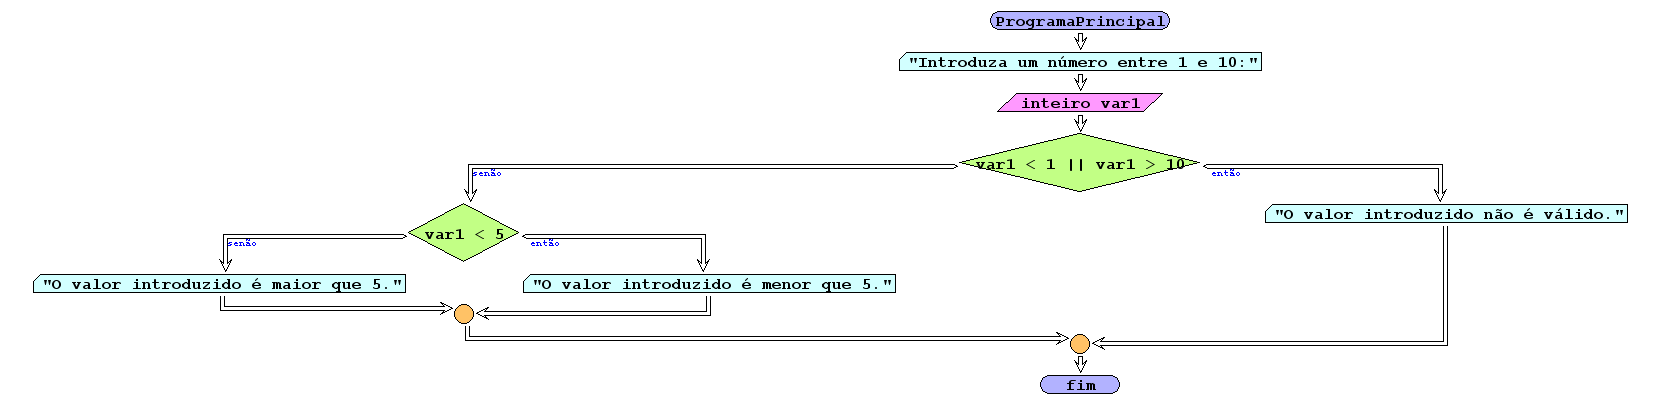 ProgramaPrincipal
"Introduza um número entre 1 e 10:"
inteiro var1
var1 < 1 || var1 > 10
senão
então
"O valor introduzido não é válido."
var1 < 5
senão
então
"O valor introduzido é maior que 5."
"O valor introduzido é menor que 5."
fim